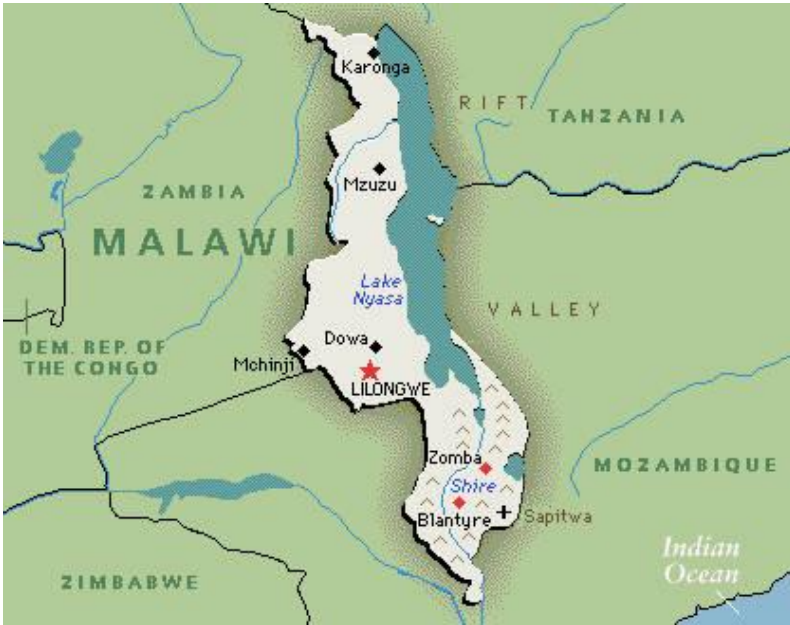 Karonga
RIFT
TAHZANIA
Mzuzu
ZAMBIA
MALAWI
Lake
Nyasa
VALLEY
Dowa
DEM. REP. OF
THE CONGO
Mchinji
LILONGWE
Zomba
MOZAMBIQUE
Shire
Blantyre
Sapitwa
Indian
Ocean
ZIMBABWE